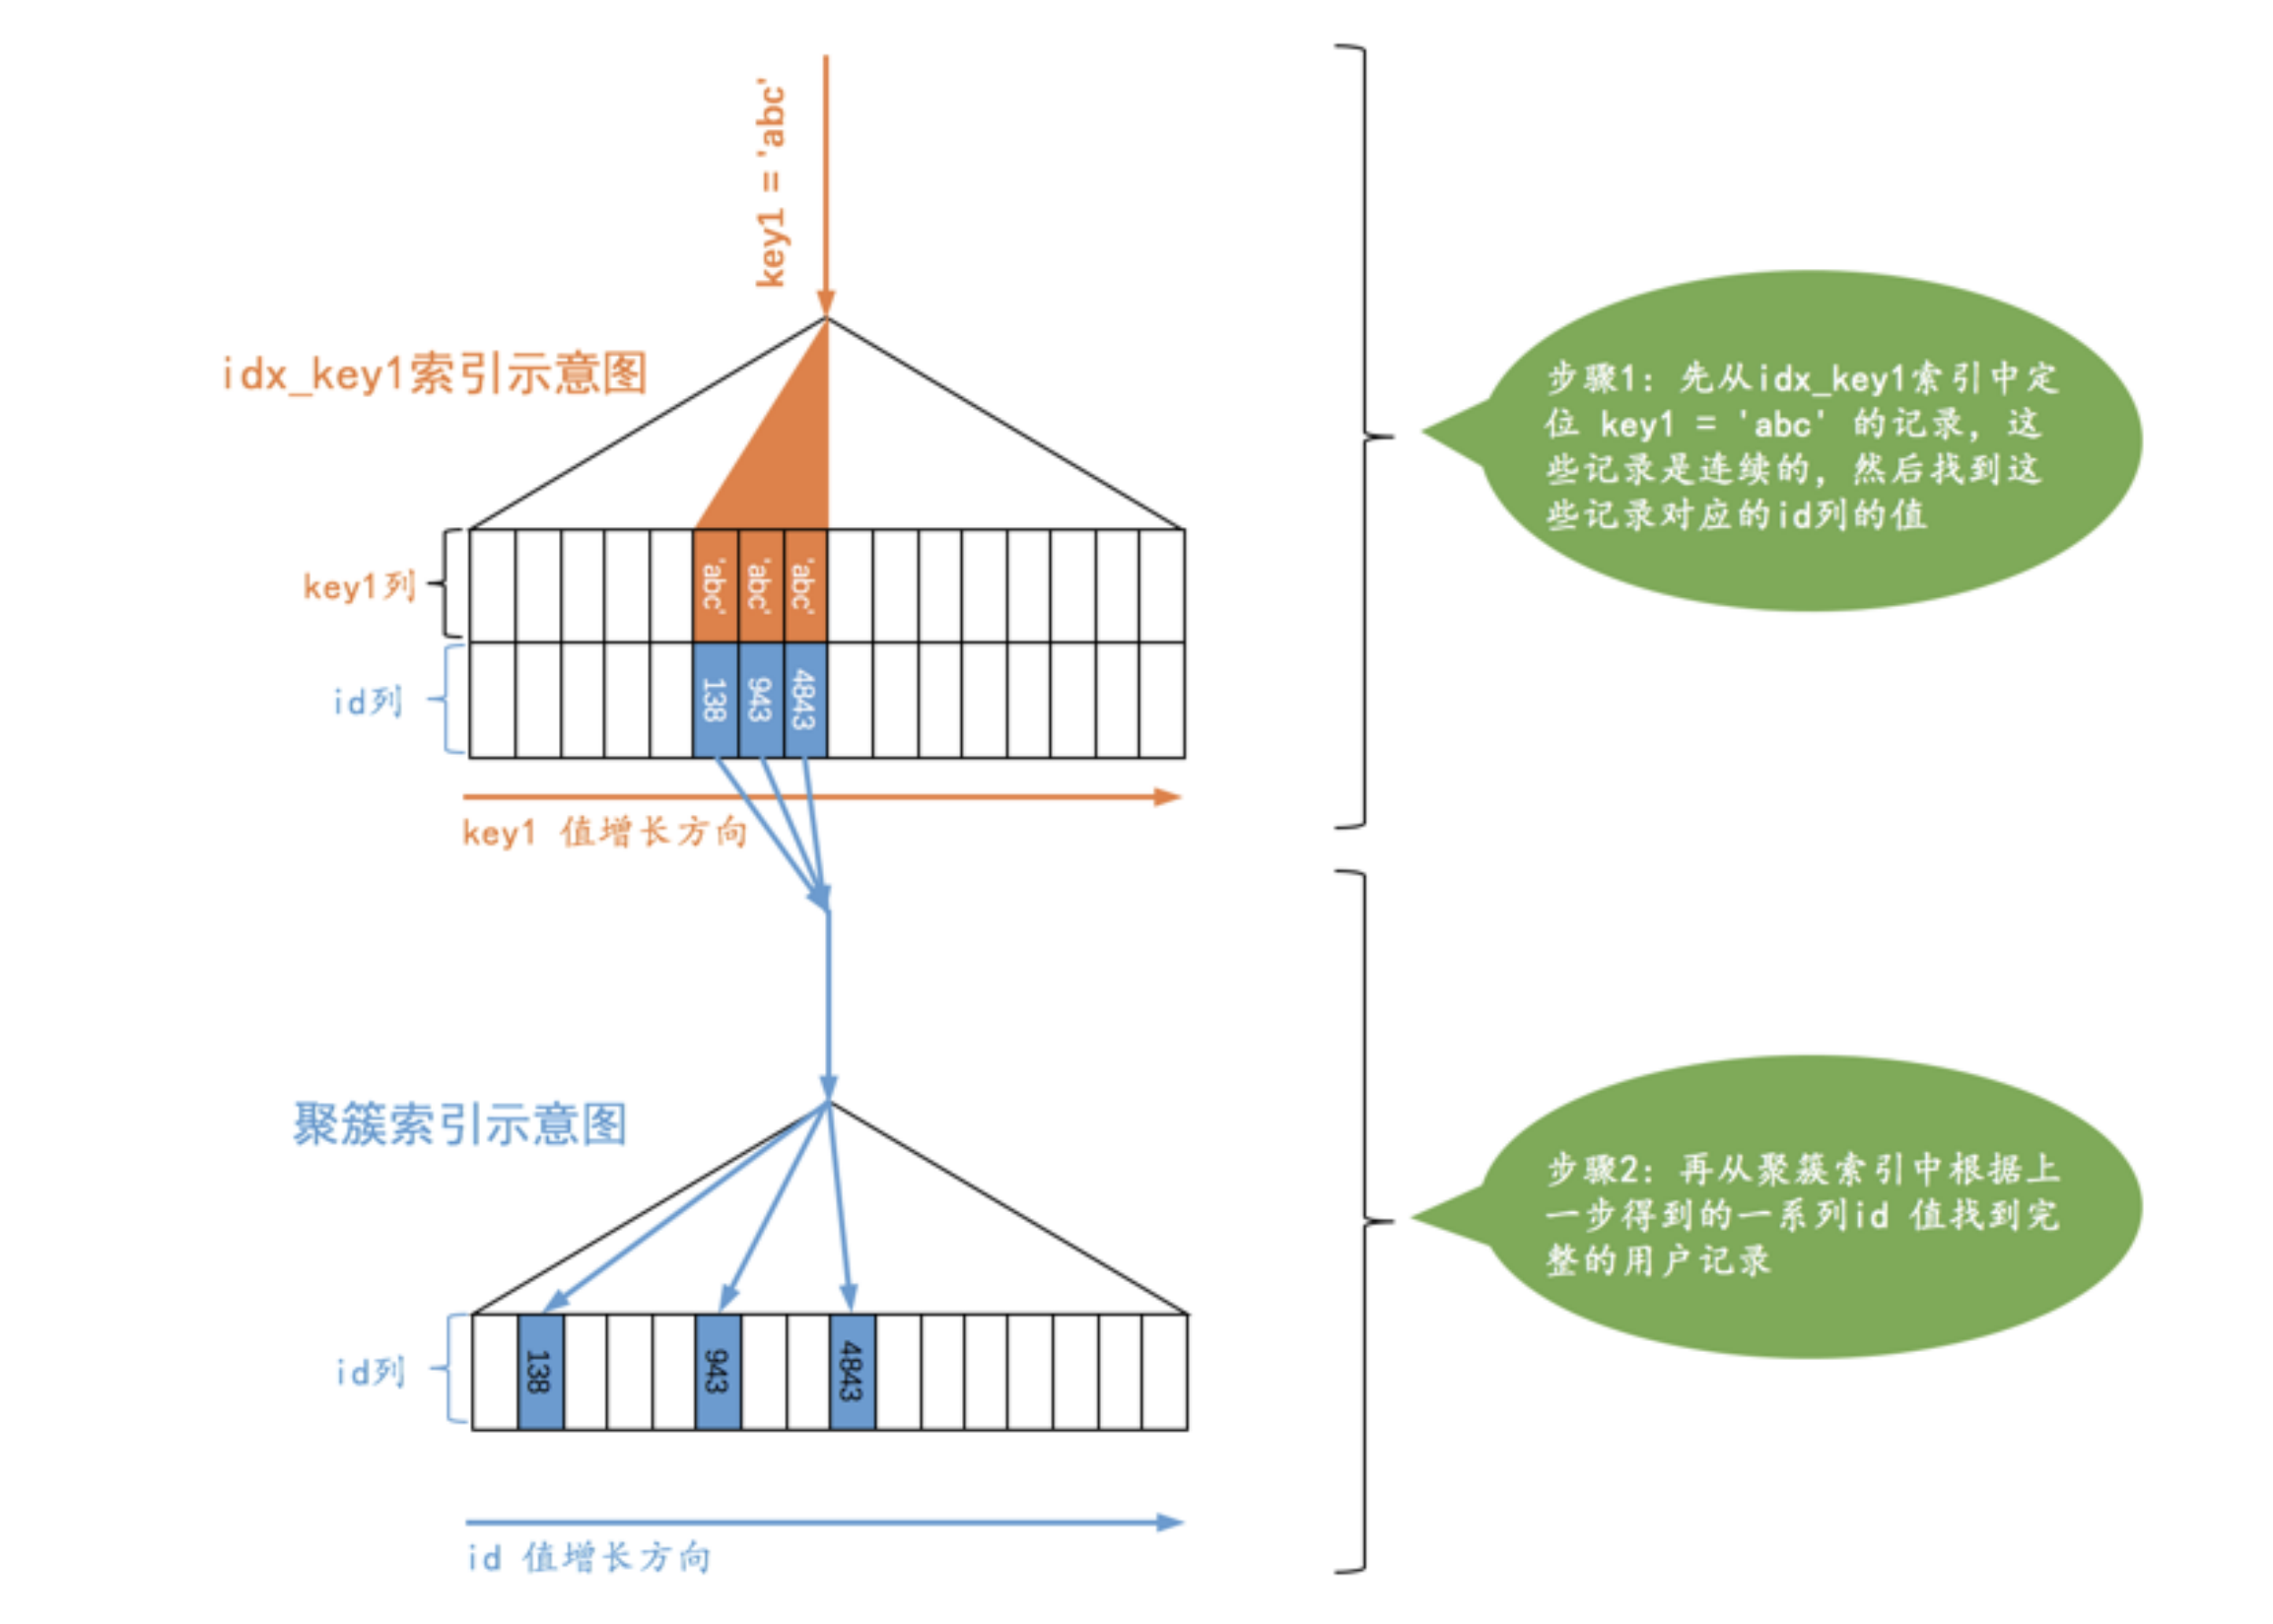 key1 = 'abc'
idx_key1索引示意图
步骤1：先从idx_key1索引中定
位 key1 = 'abc' 的记录，这
些记录是连续的，然后找到这
些记录对应的id列的值
key1列
'abc'
'abc'
'abc'
id列
138
943
4843
key1 值增长方向
聚簇索引示意图
步骤2：再从聚簇索引中根据上
一步得到的一系列id 值找到完
整的用户记录
id列
138
943
4843
id 值增长方向